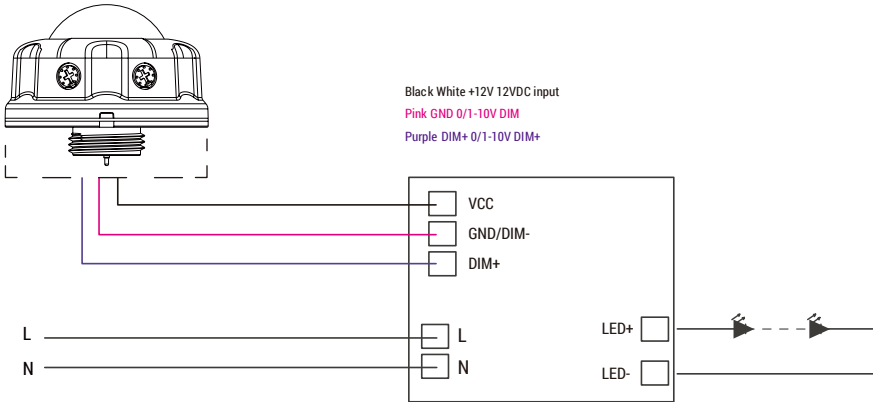 Black White +12V 12VDC input
Pink GND 0/1-10V DIM
Purple DIM+ 0/1-10V DIM+
VCC
GND/DIM-
DIM+
L
L
N
N
LED+
LED-